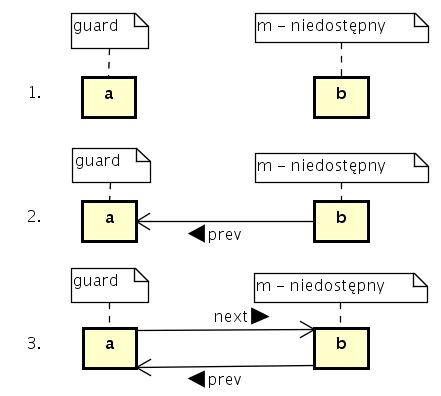 guard m – niedostępny
1. a b
guard m – niedostępny
2. a b
prev
guard m – niedostępny
next
3. a b
prev